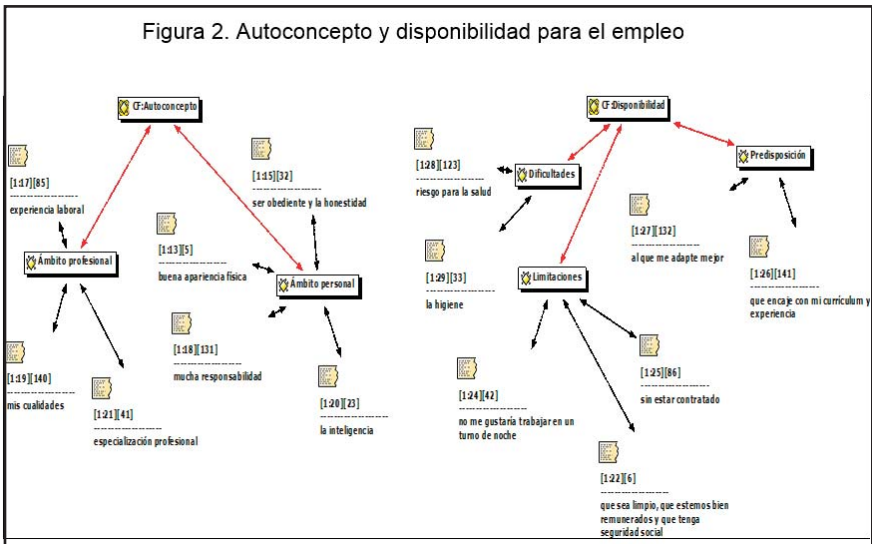 Figura 2. Autoconcepto y disponibilidad para el empleo
CF:Autoconcepto
[1:17][85]
--------------------
experiencia laboral
[1:15][32]
--------------------
ser obediente y la honestidad
[1:13][5]
--------------------
buena apariencia física
Ámbito profesional
Ámbito personal
[1:18][131]
--------------------
mucha responsabilidad
[1:19][140]
--------------------
mis cualidades
[1:21][41]
--------------------
especialización profesional
[1:20][23]
--------------------
la inteligencia
CF:Disponibilidad
[1:28][123]
--------------------
riesgo para la salud
Dificultades
Predisposición
[1:27][132]
--------------------
al que me adapte mejor
[1:29][33]
--------------------
la higiene
Limitaciones
[1:26][141]
--------------------
que encaje con mi currículum y
experiencia
[1:25][86]
--------------------
sin estar contratado
[1:24][42]
--------------------
no me gustaría trabajar en un
turno de noche
[1:22][6]
--------------------
que sea limpio, que estemos bien
remunerados y que tenga
seguridad social